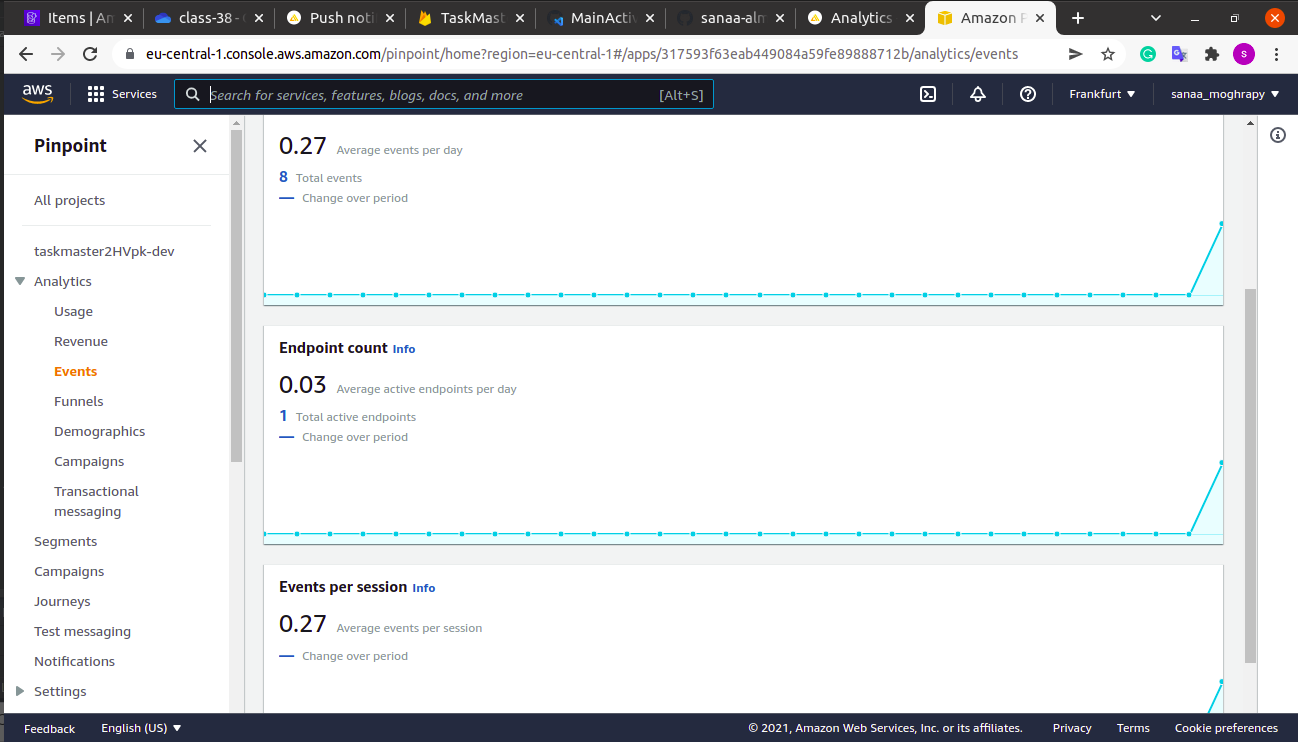 Items | Am
class-38 - 
Push noti
TaskMast
MainActiv
sanaa-alm
Analytics
Amazon P
eu-central-1.console.aws.amazon.com/pinpoint/home?region=eu-central-1#/apps/317593f63eab449084a59fe89888712b/analytics/events
S
aws
Services
Search for services, features, blogs, docs, and more
[Alt+S]
Frankfurt
sanaa_moghrapy
Pinpoint
All projects
taskmaster2HVpk-dev
Analytics
Usage
Revenue
Events
Funnels
Demographics
Campaigns
Transactional
messaging
Segments
Campaigns
Journeys
Test messaging
Notifications
Settings
0.27 Average events per day
8 Total events
Change over period
Endpoint count Info
0.03 Average active endpoints per day
1 Total active endpoints
Change over period
Events per session Info
0.27 Average events per session
Change over period
Feedback
English (US)
© 2021, Amazon Web Services, Inc. or its affiliates.
Privacy
Terms
Cookie preferences